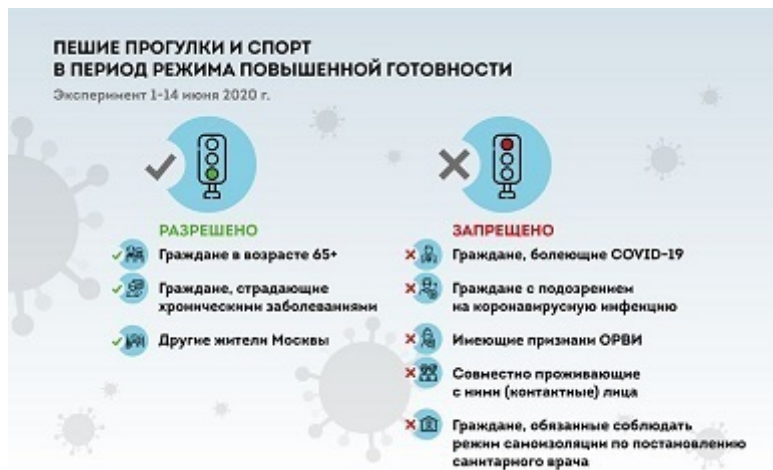 ПЕШИЕ ПРОГУЛКИ И СПОРТ
В ПЕРИОД РЕЖИМА ПОВЫШЕННОЙ ГОТОВНОСТИ
Эксперимент 1-14 июня 2020 г.
РАЗРЕШЕНО
Граждане в возрасте 65+
Граждане, страдающие
хроническими заболеваниями
Другие жители Москвы
ЗАПРЕЩЕНО
Граждане, болеющие COVID-19
Граждане с подозрением
на коронавирусную инфенцию
Имеющие признаки ОРВИ
Совместно проживающие
с ними (контактные) лица
Граждане, обязанные соблюдать
режим самоизоляции по постановлению
санитарного врача